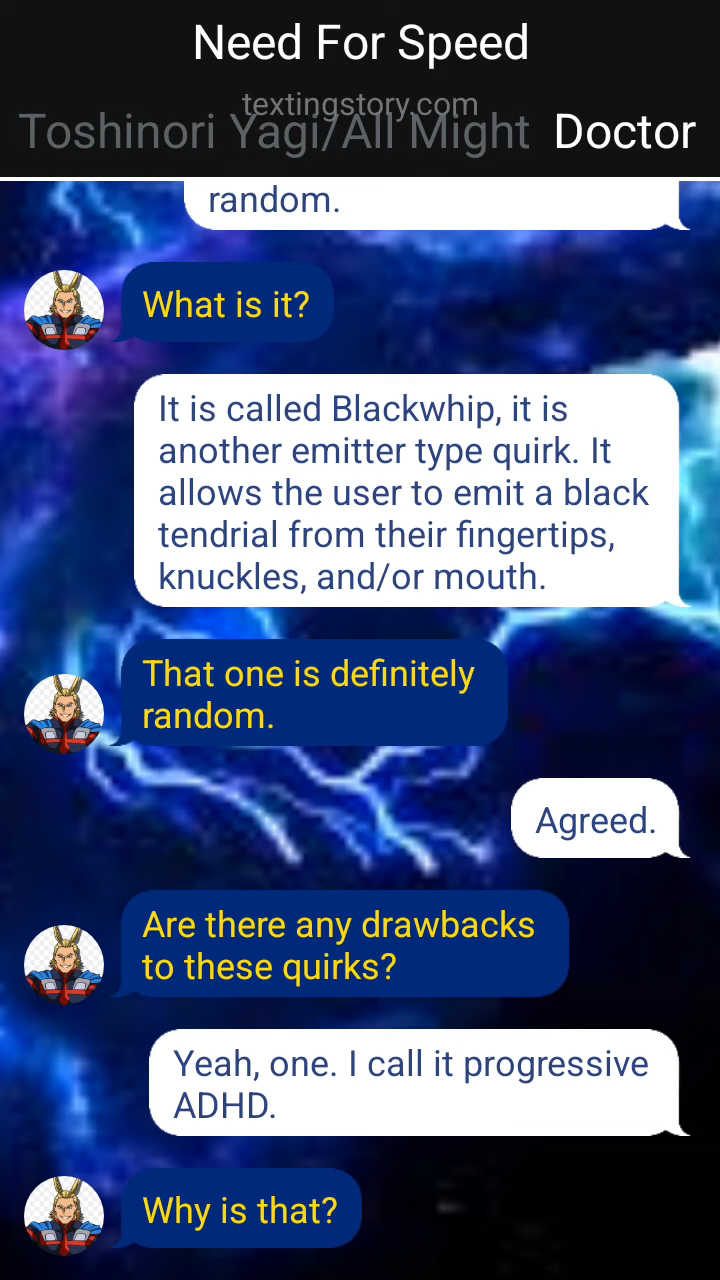 Need For Speed
textingstory.com
Toshinori Yagi/All Might Doctor
random.
What is it?
It is called Blackwhip, it is
another emitter type quirk. It
allows the user to emit a black
tendrial from their fingertips,
knuckles, and/or mouth.
That one is definitely
random.
Agreed.
Are there any drawbacks
to these quirks?
Yeah, one. I call it progressive
ADHD.
Why is that?